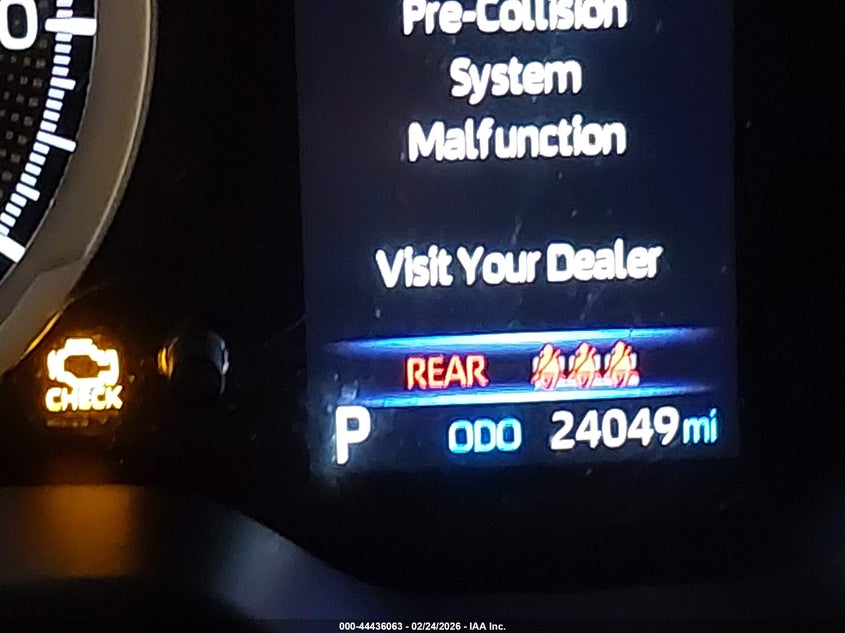 0
Pre-Collision
System
Malfunction
Visit Your Dealer
REAR
CHECK
P ODO 24049 mi
000-44436063 - 02/24/2026 - IAA Inc.